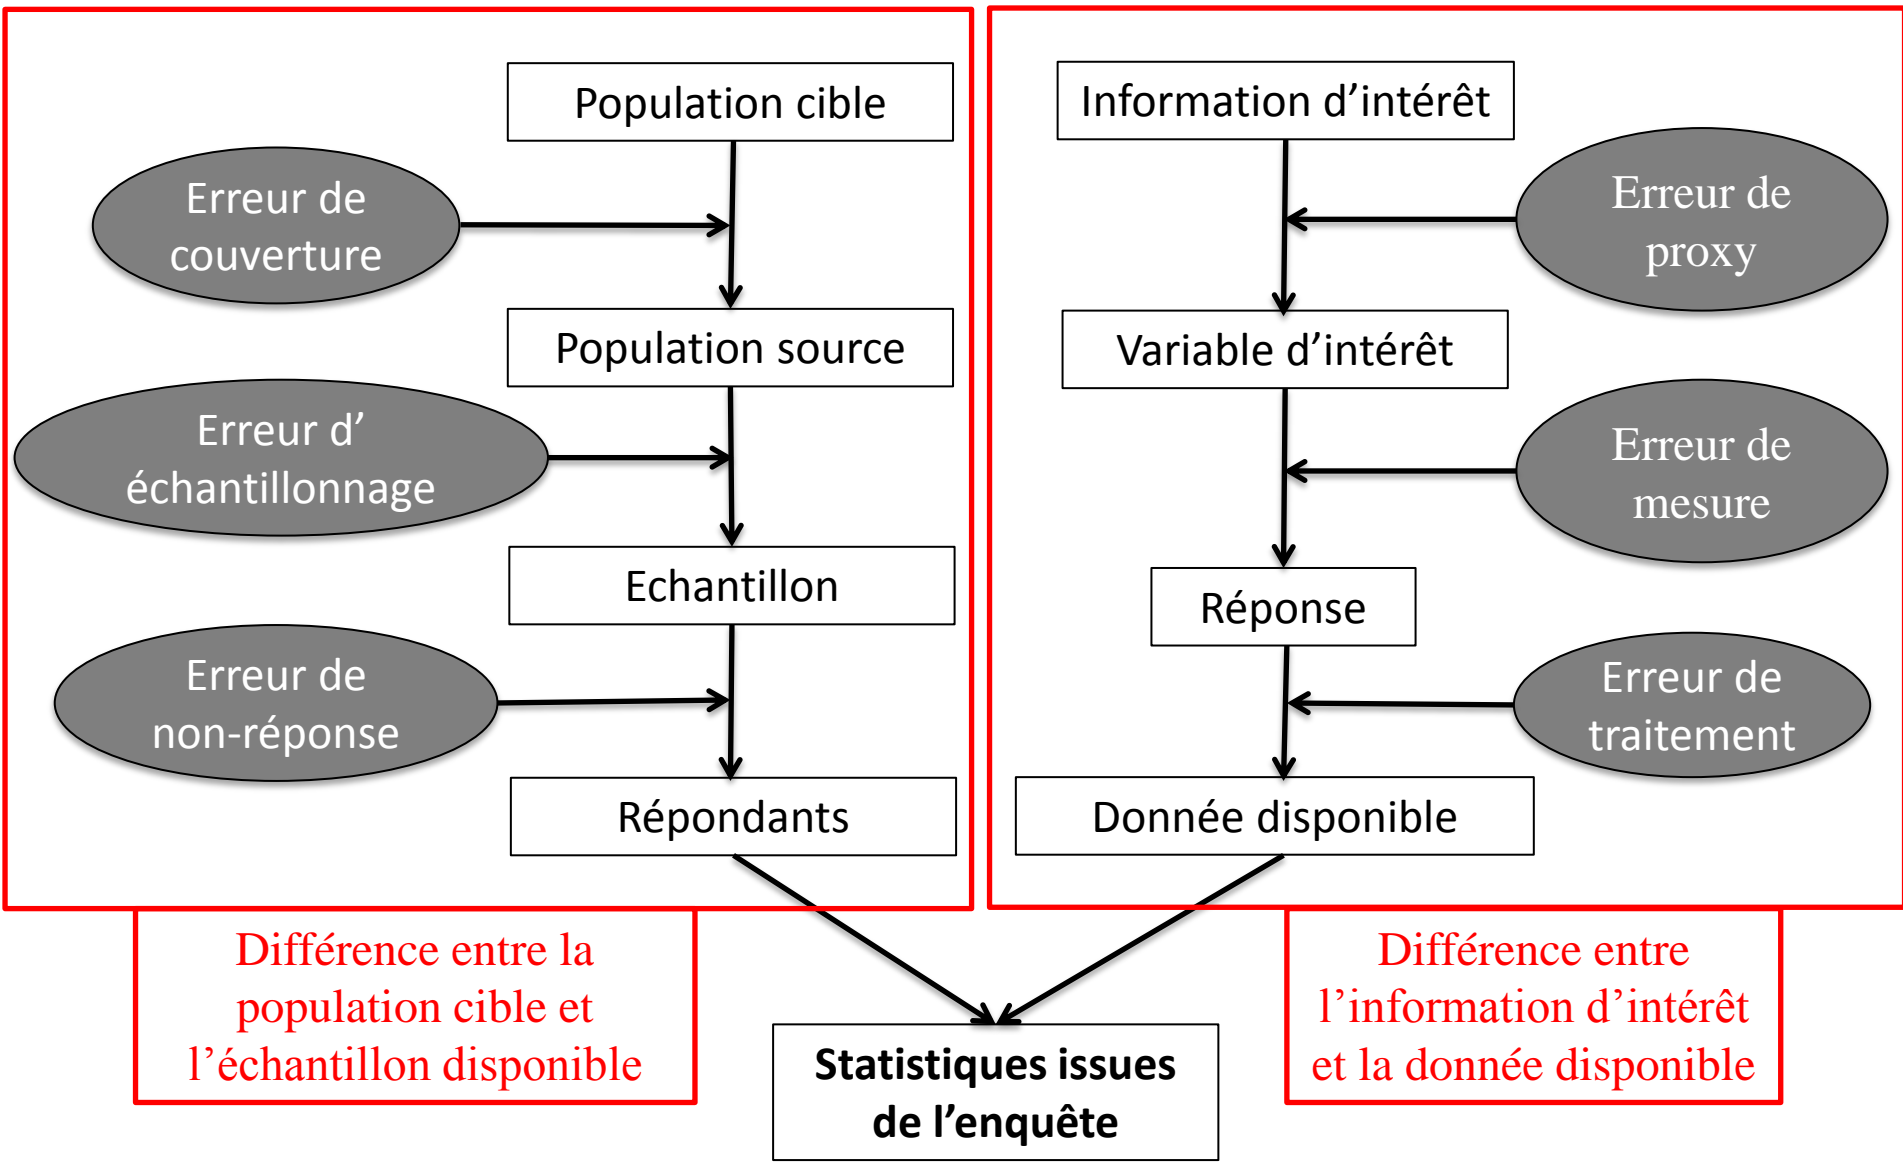 Population cible
Erreur de
couverture
Population source
Erreur d’
échantillonnage
Echantillon
Erreur de
non-réponse
Répondants
Différence entre la
population cible et
l’échantillon disponible
Information d’intérêt
Erreur de
proxy
Variable d’intérêt
Erreur de
mesure
Réponse
Erreur de
traitement
Donnée disponible
Différence entre
l’information d’intérêt
et la donnée disponible
Statistiques issues
de l’enquête